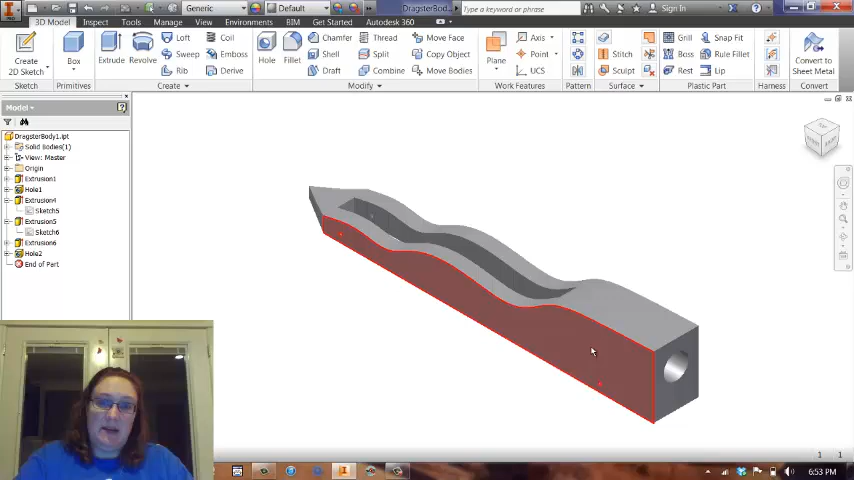 PRO
Generic
Default
DragsterBod...
Type a keyword or phrase
Sign In
3D Model
Sketch
Inspect
Tools
Manage
View
Environments
BIM
Get Started
Autodesk 360
Create
2D Sketch
Box
Extrude
Revolve
Loft
Sweep
Rib
Coil
Emboss
Derive
Hole
Fillet
Chamfer
Shell
Draft
Thread
Split
Combine
Move Face
Copy Object
Move Bodies
Plane
Axis
Point
UCS
Stitch
Sculpt
Grill
Boss
Rest
Snap Fit
Rule Fillet
Lip
Convert to
Sheet Metal
Sketch
Primitives
Create
Modify
Work Features
Pattern
Surface
Plastic Part
Harness
Convert
Model
DragsterBody1.ipt
Solid Bodies(1)
View: Master
Origin
Extrusion1
Hole1
Extrusion4
Sketch5
Extrusion5
Sketch6
Extrusion6
Hole2
End of Part
1 1
6:53 PM